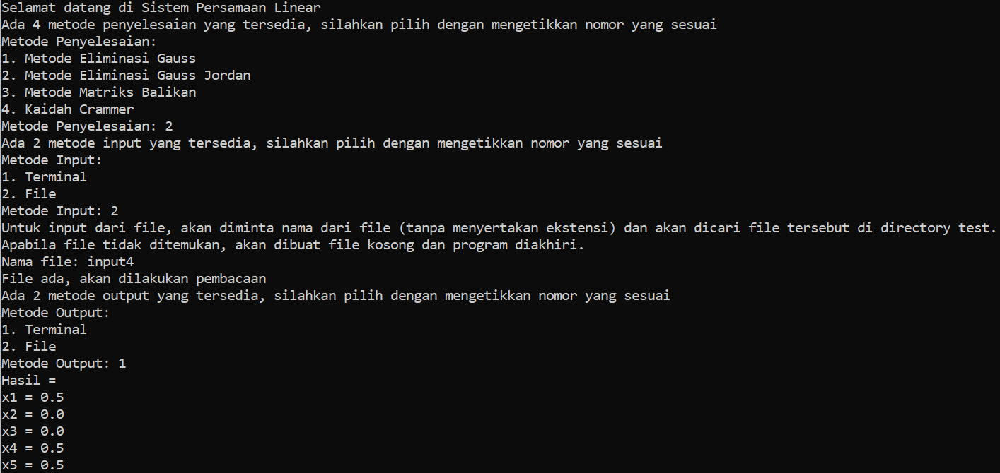 Selamat datang di Sistem Persamaan Linear
Ada 4 metode penyelesaian yang tersedia, silahkan pilih dengan mengetikkan nomor yang sesuai
Metode Penyelesaian:
1. Metode Eliminasi Gauss
2. Metode Eliminasi Gauss Jordan
3. Metode Matriks Balikan
4. Kaidah Crammer
Metode Penyelesaian: 2
Ada 2 metode input yang tersedia, silahkan pilih dengan mengetikkan nomor yang sesuai
Metode Input:
1. Terminal
2. File
Metode Input: 2
Untuk input dari file, akan diminta nama dari file (tanpa menyertakan ekstensi) dan akan dicari file tersebut di directory test.
Apabila file tidak ditemukan, akan dibuat file kosong dan program diakhiri.
Nama file: input4
File ada, akan dilakukan pembacaan
Ada 2 metode output yang tersedia, silahkan pilih dengan mengetikkan nomor yang sesuai
Metode Output:
1. Terminal
2. File
Metode Output: 1
Hasil =
x1 = 0.5
x2 = 0.0
x3 = 0.0
x4 = 0.5
x5 = 0.5